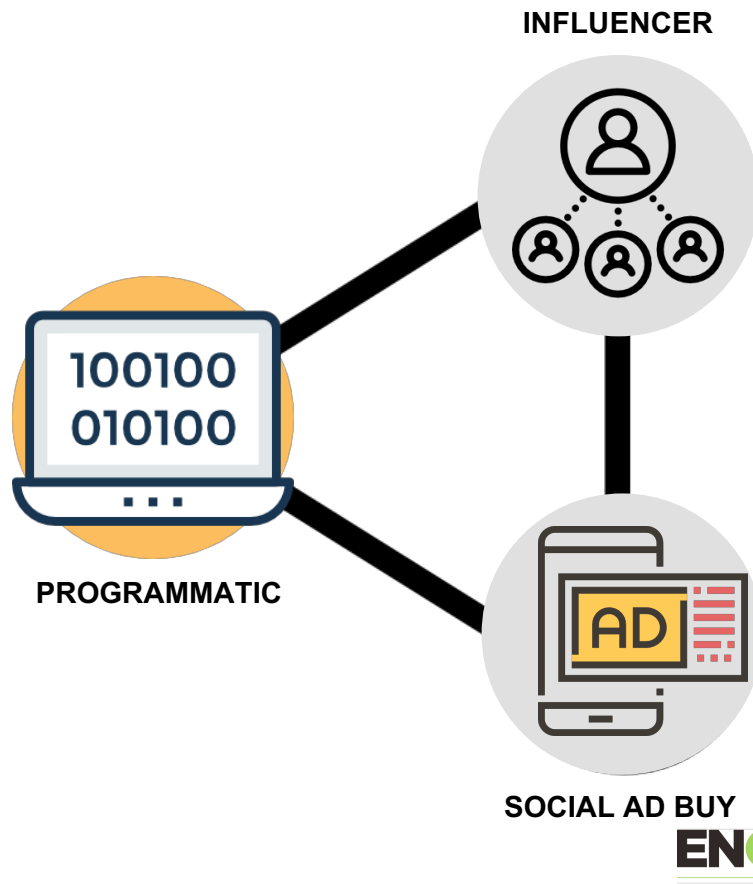 INFLUENCER
100100
010100
PROGRAMMATIC
AD
SOCIAL AD BUY
EN